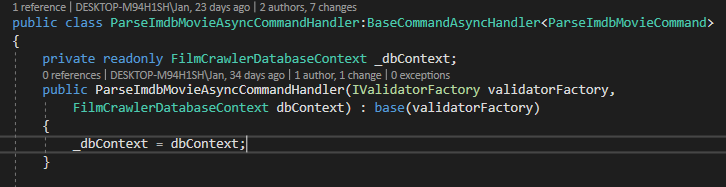 1 reference | DESKTOP-M94H1SH\Jan, 23 days ago | 2 authors, 7 changes
public class ParseImdbMovieAsyncCommandHandler:BaseCommandAsyncHandler<ParseImdbMovieCommand>
{
private readonly FilmCrawlerDatabaseContext _dbContext;
0 references | DESKTOP-M94H1SH\Jan, 34 days ago | 1 author, 1 change | 0 exceptions
public ParseImdbMovieAsyncCommandHandler(IValidatorFactory validatorFactory,
FilmCrawlerDatabaseContext dbContext) : base(validatorFactory)
{
_dbContext = dbContext;
}